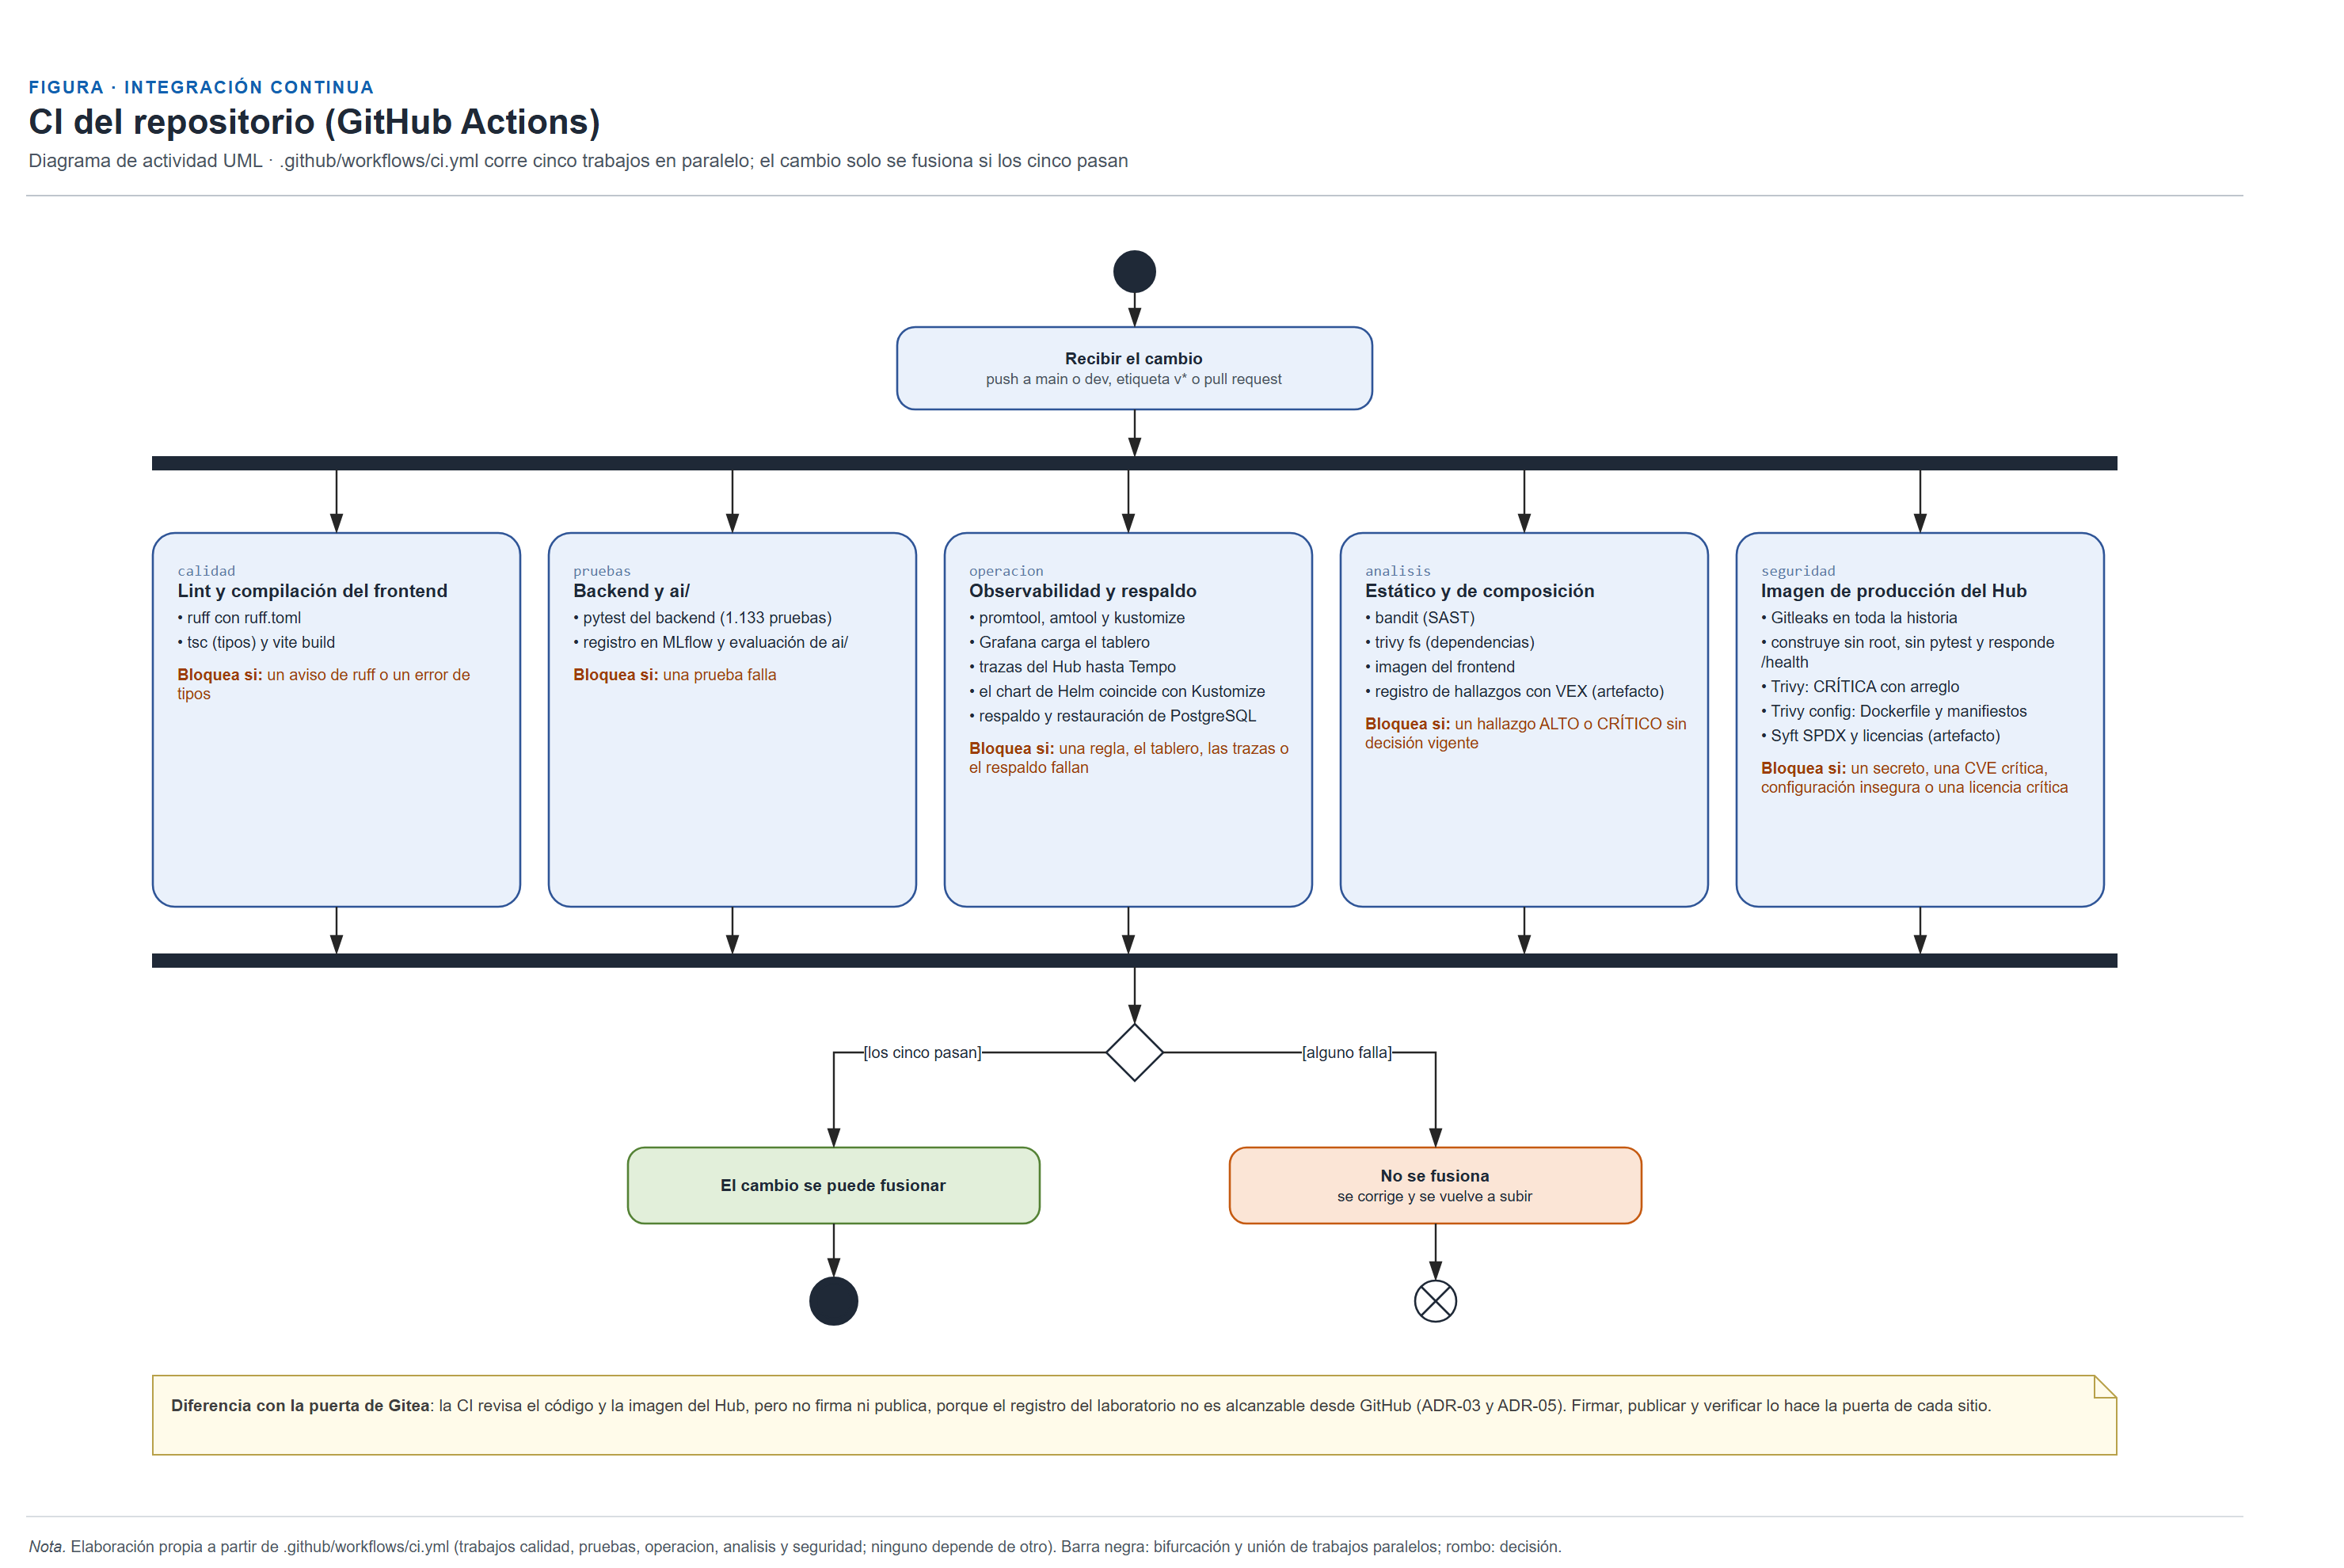 FIGURA · INTEGRACIÓN CONTINUA
CI del repositorio (GitHub Actions)
Diagrama de actividad UML · .github/workflows/ci.yml corre cinco trabajos en paralelo; el cambio solo se fusiona si los cinco pasan
Recibir el cambio
push a main o dev, etiqueta v* o pull request
calidad
Lint y compilación del frontend
• ruff con ruff.toml
• tsc (tipos) y vite build
Bloquea si: un aviso de ruff o un error de
tipos
pruebas
Backend y ai/
• pytest del backend (1.133 pruebas)
• registro en MLflow y evaluación de ai/
Bloquea si: una prueba falla
operacion
Observabilidad y respaldo
• promtool, amtool y kustomize
• Grafana carga el tablero
• trazas del Hub hasta Tempo
• el chart de Helm coincide con Kustomize
• respaldo y restauración de PostgreSQL
Bloquea si: una regla, el tablero, las trazas o
el respaldo fallan
analisis
Estático y de composición
• bandit (SAST)
• trivy fs (dependencias)
• imagen del frontend
• registro de hallazgos con VEX (artefacto)
Bloquea si: un hallazgo ALTO o CRÍTICO sin
decisión vigente
seguridad
Imagen de producción del Hub
• Gitleaks en toda la historia
• construye sin root, sin pytest y responde
/health
• Trivy: CRÍTICA con arreglo
• Trivy config: Dockerfile y manifiestos
• Syft SPDX y licencias (artefacto)
Bloquea si: un secreto, una CVE crítica,
configuración insegura o una licencia crítica
[los cinco pasan]
[alguno falla]
El cambio se puede fusionar
No se fusiona
se corrige y se vuelve a subir
Diferencia con la puerta de Gitea: la CI revisa el código y la imagen del Hub, pero no firma ni publica, porque el registro del laboratorio no es alcanzable desde GitHub (ADR-03 y ADR-05). Firmar, publicar y verificar lo hace la puerta de cada sitio.
Nota. Elaboración propia a partir de .github/workflows/ci.yml (trabajos calidad, pruebas, operacion, analisis y seguridad; ninguno depende de otro). Barra negra: bifurcación y unión de trabajos paralelos; rombo: decisión.